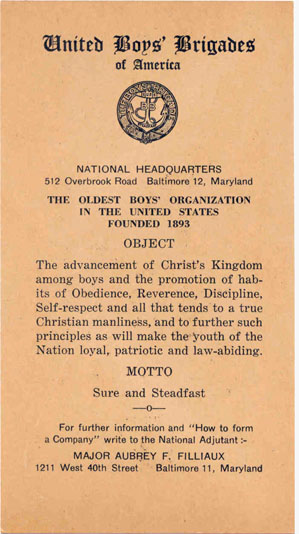 United Boys' Brigades
of America
NATIONAL HEADQUARTERS
512 Overbrook Road Baltimore 12, Maryland
THE OLDEST BOYS' ORGANIZATION
IN THE UNITED STATES
FOUNDED 1893
OBJECT
The advancement of Christ's Kingdom
among boys and the promotion of hab-
its of Obedience, Reverence, Discipline,
Self-respect and all that tends to a true
Christian manliness, and to further such
principles as will make the youth of the
Nation loyal, patriotic and law-abiding.
MOTTO
Sure and Steadfast
—o—
For further information and "How to form
a Company" write to the National Adjutant :-
MAJOR AUBREY F. FILLIAUX
1211 West 40th Street Baltimore 11, Maryland